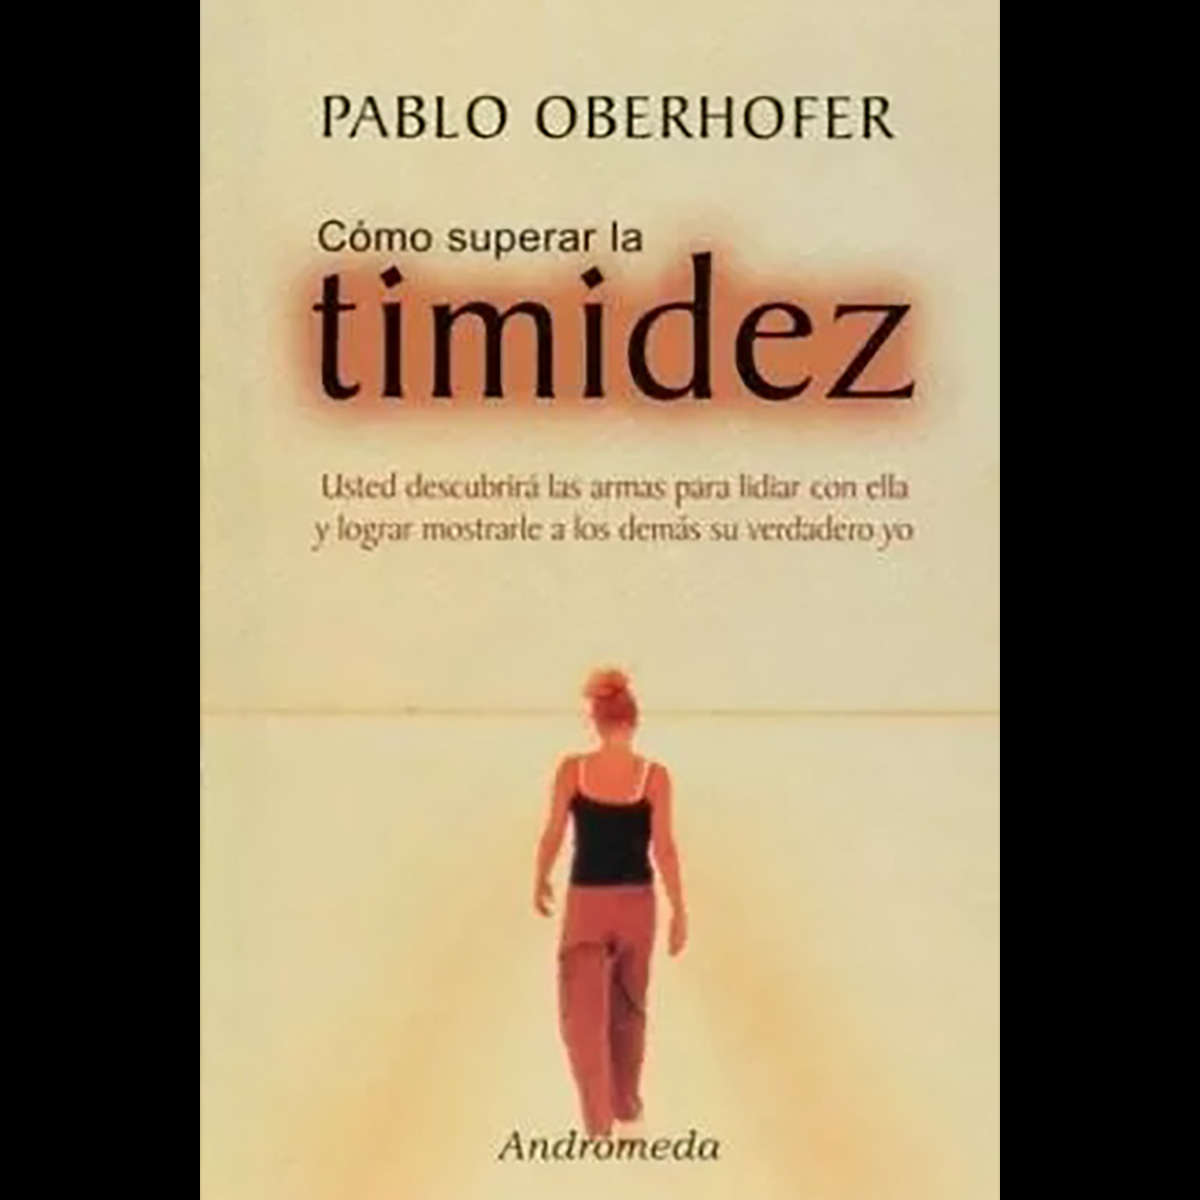 PABLO OBERHOFER
Cómo superar la
timidez
Usted descubrirá las armas para lidiar con ella
y lograr mostrarle a los demás su verdadero yo
Andrómeda